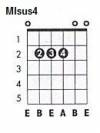 MIsus4
o o o
1
2 2 3 4
3
4
5
E B E A B E